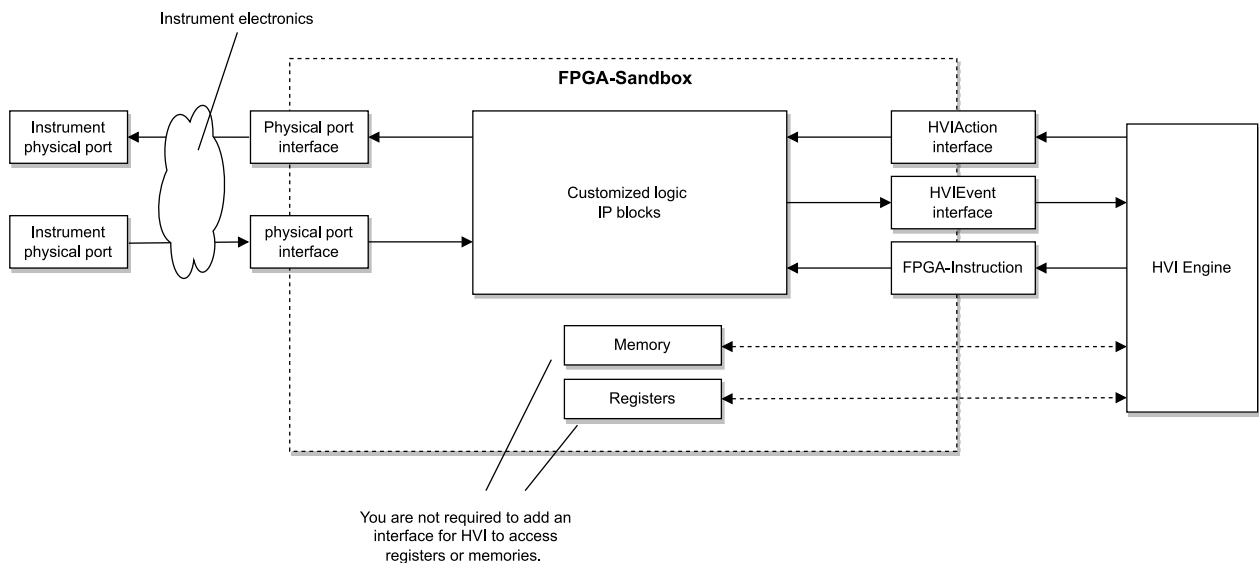 Instrument electronics
FPGA-Sandbox
Instrument
physical port
Physical port
interface
Customized logic
IP blocks
HVIAction
interface
HVIEvent
interface
FPGA-Instruction
HVI Engine
Instrument
physical port
physical port
interface
Memory
Registers
You are not required to add an
interface for HVI to access
registers or memories.